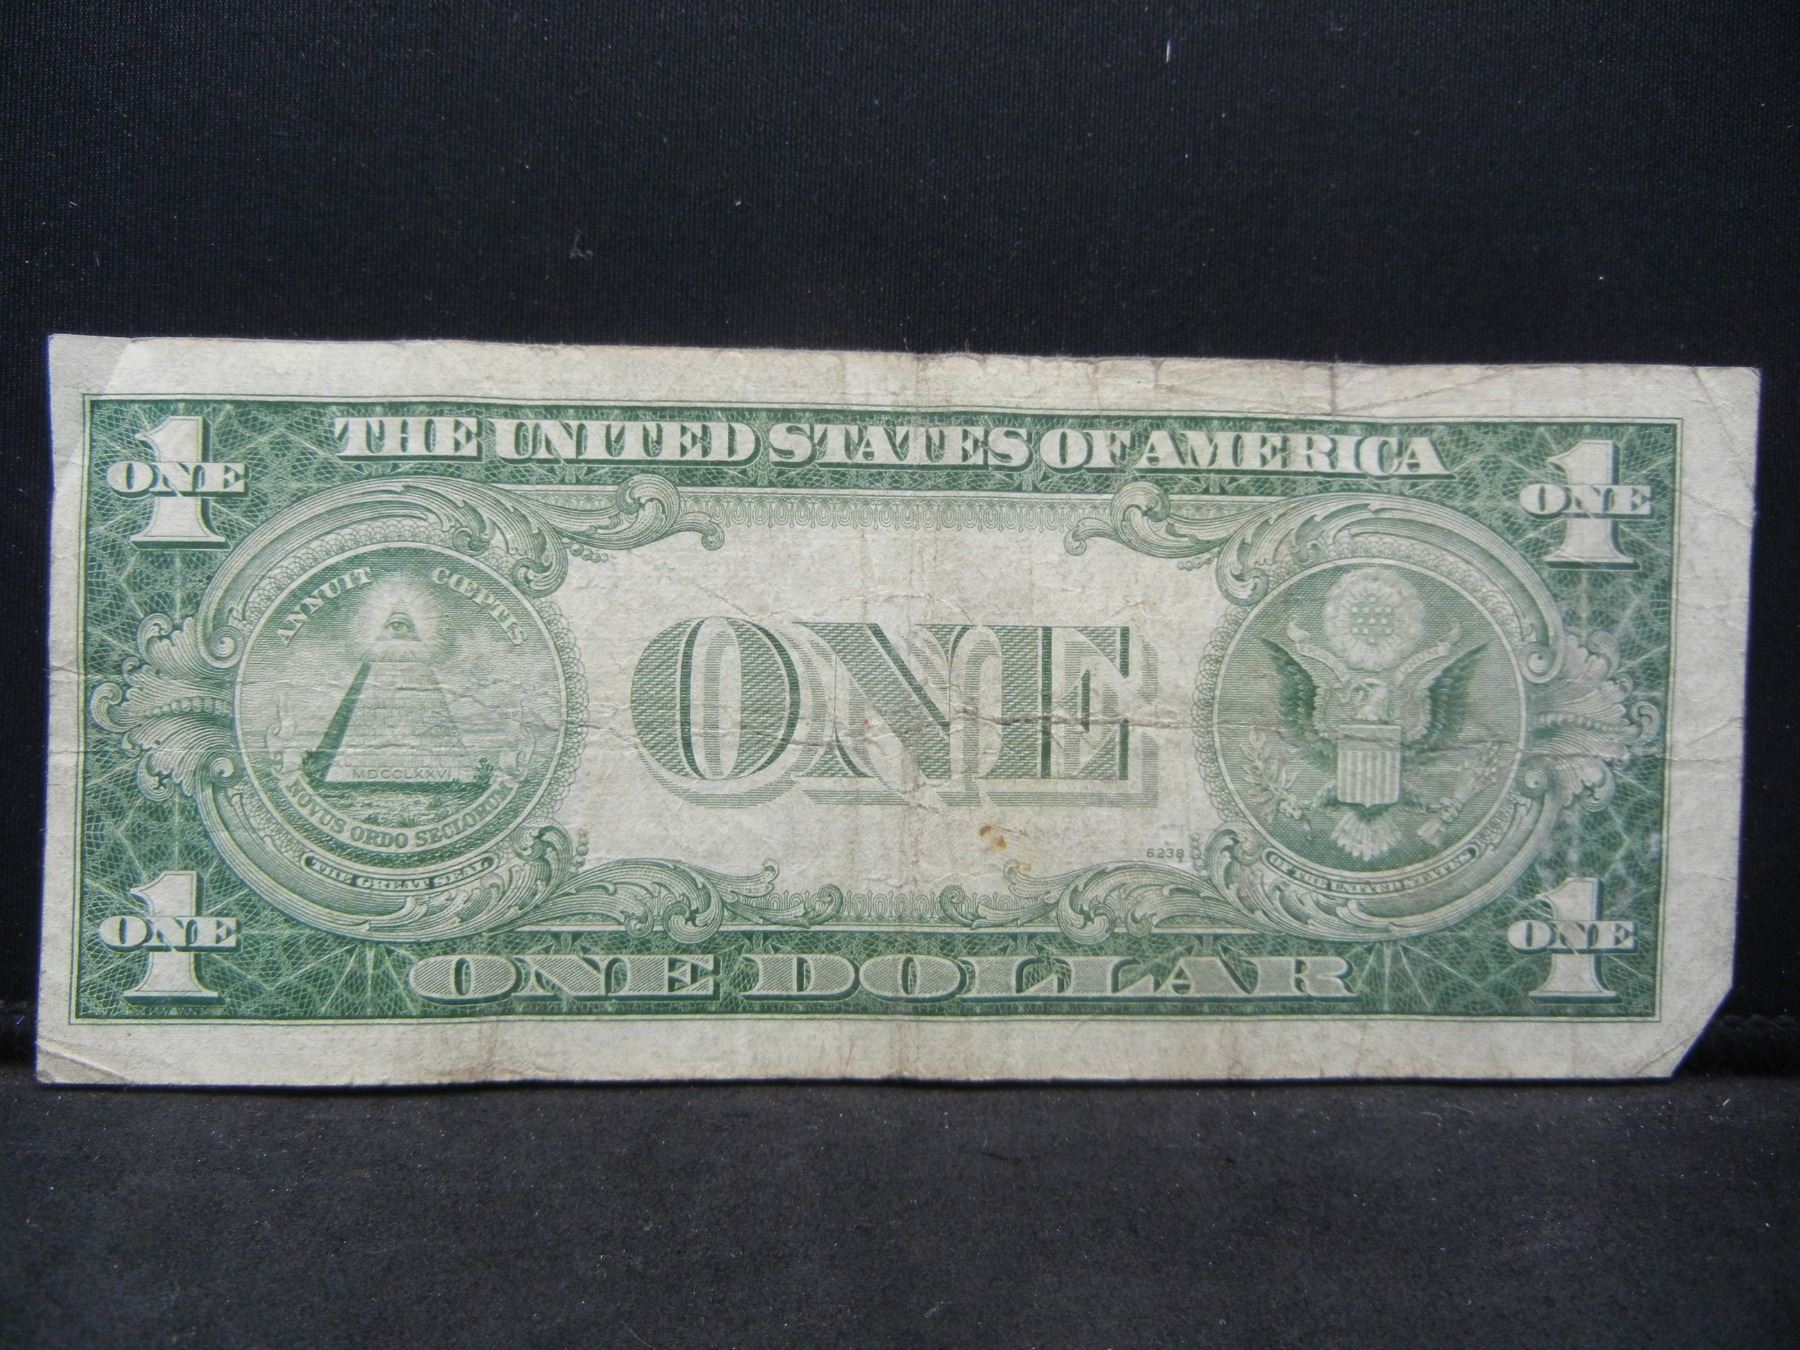 THE UNITED STATES OF AMERICA
1
ONE
1
ONE
ANNUIT CŒPTIS
MDCCLXXVI
NOVUS ORDO SECLORUM
THE GREAT SEAL
ONE
6238
OF THE UNITED STATES
1
ONE
1
ONE
ONE DOLLAR